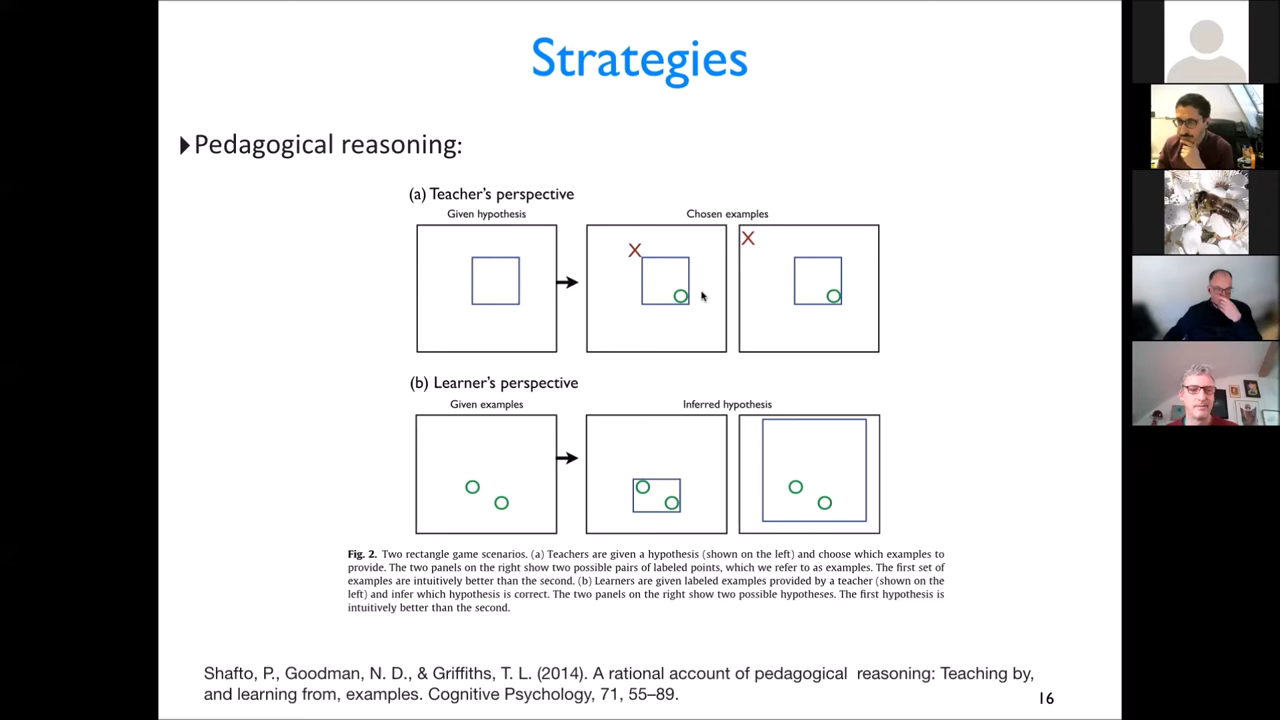 Strategies
Pedagogical reasoning:
(a) Teacher's perspective
Given hypothesis
Chosen examples
X
X
(b) Learner's perspective
Given examples
Inferred hypothesis
Fig. 2. Two rectangle game scenarios. (a) Teachers are given a hypothesis (shown on the left) and choose which examples to
provide. The two panels on the right show two possible pairs of labeled points, which we refer to as examples. The first set of
examples are intuitively better than the second. (b) Learners are given labeled examples provided by a teacher (shown on the
left) and infer which hypothesis is correct. The two panels on the right show two possible hypotheses. The first hypothesis is
intuitively better than the second.
Shafto, P., Goodman, N. D., & Griffiths, T. L. (2014). A rational account of pedagogical reasoning: Teaching by,
and learning from, examples. Cognitive Psychology, 71, 55–89.
16